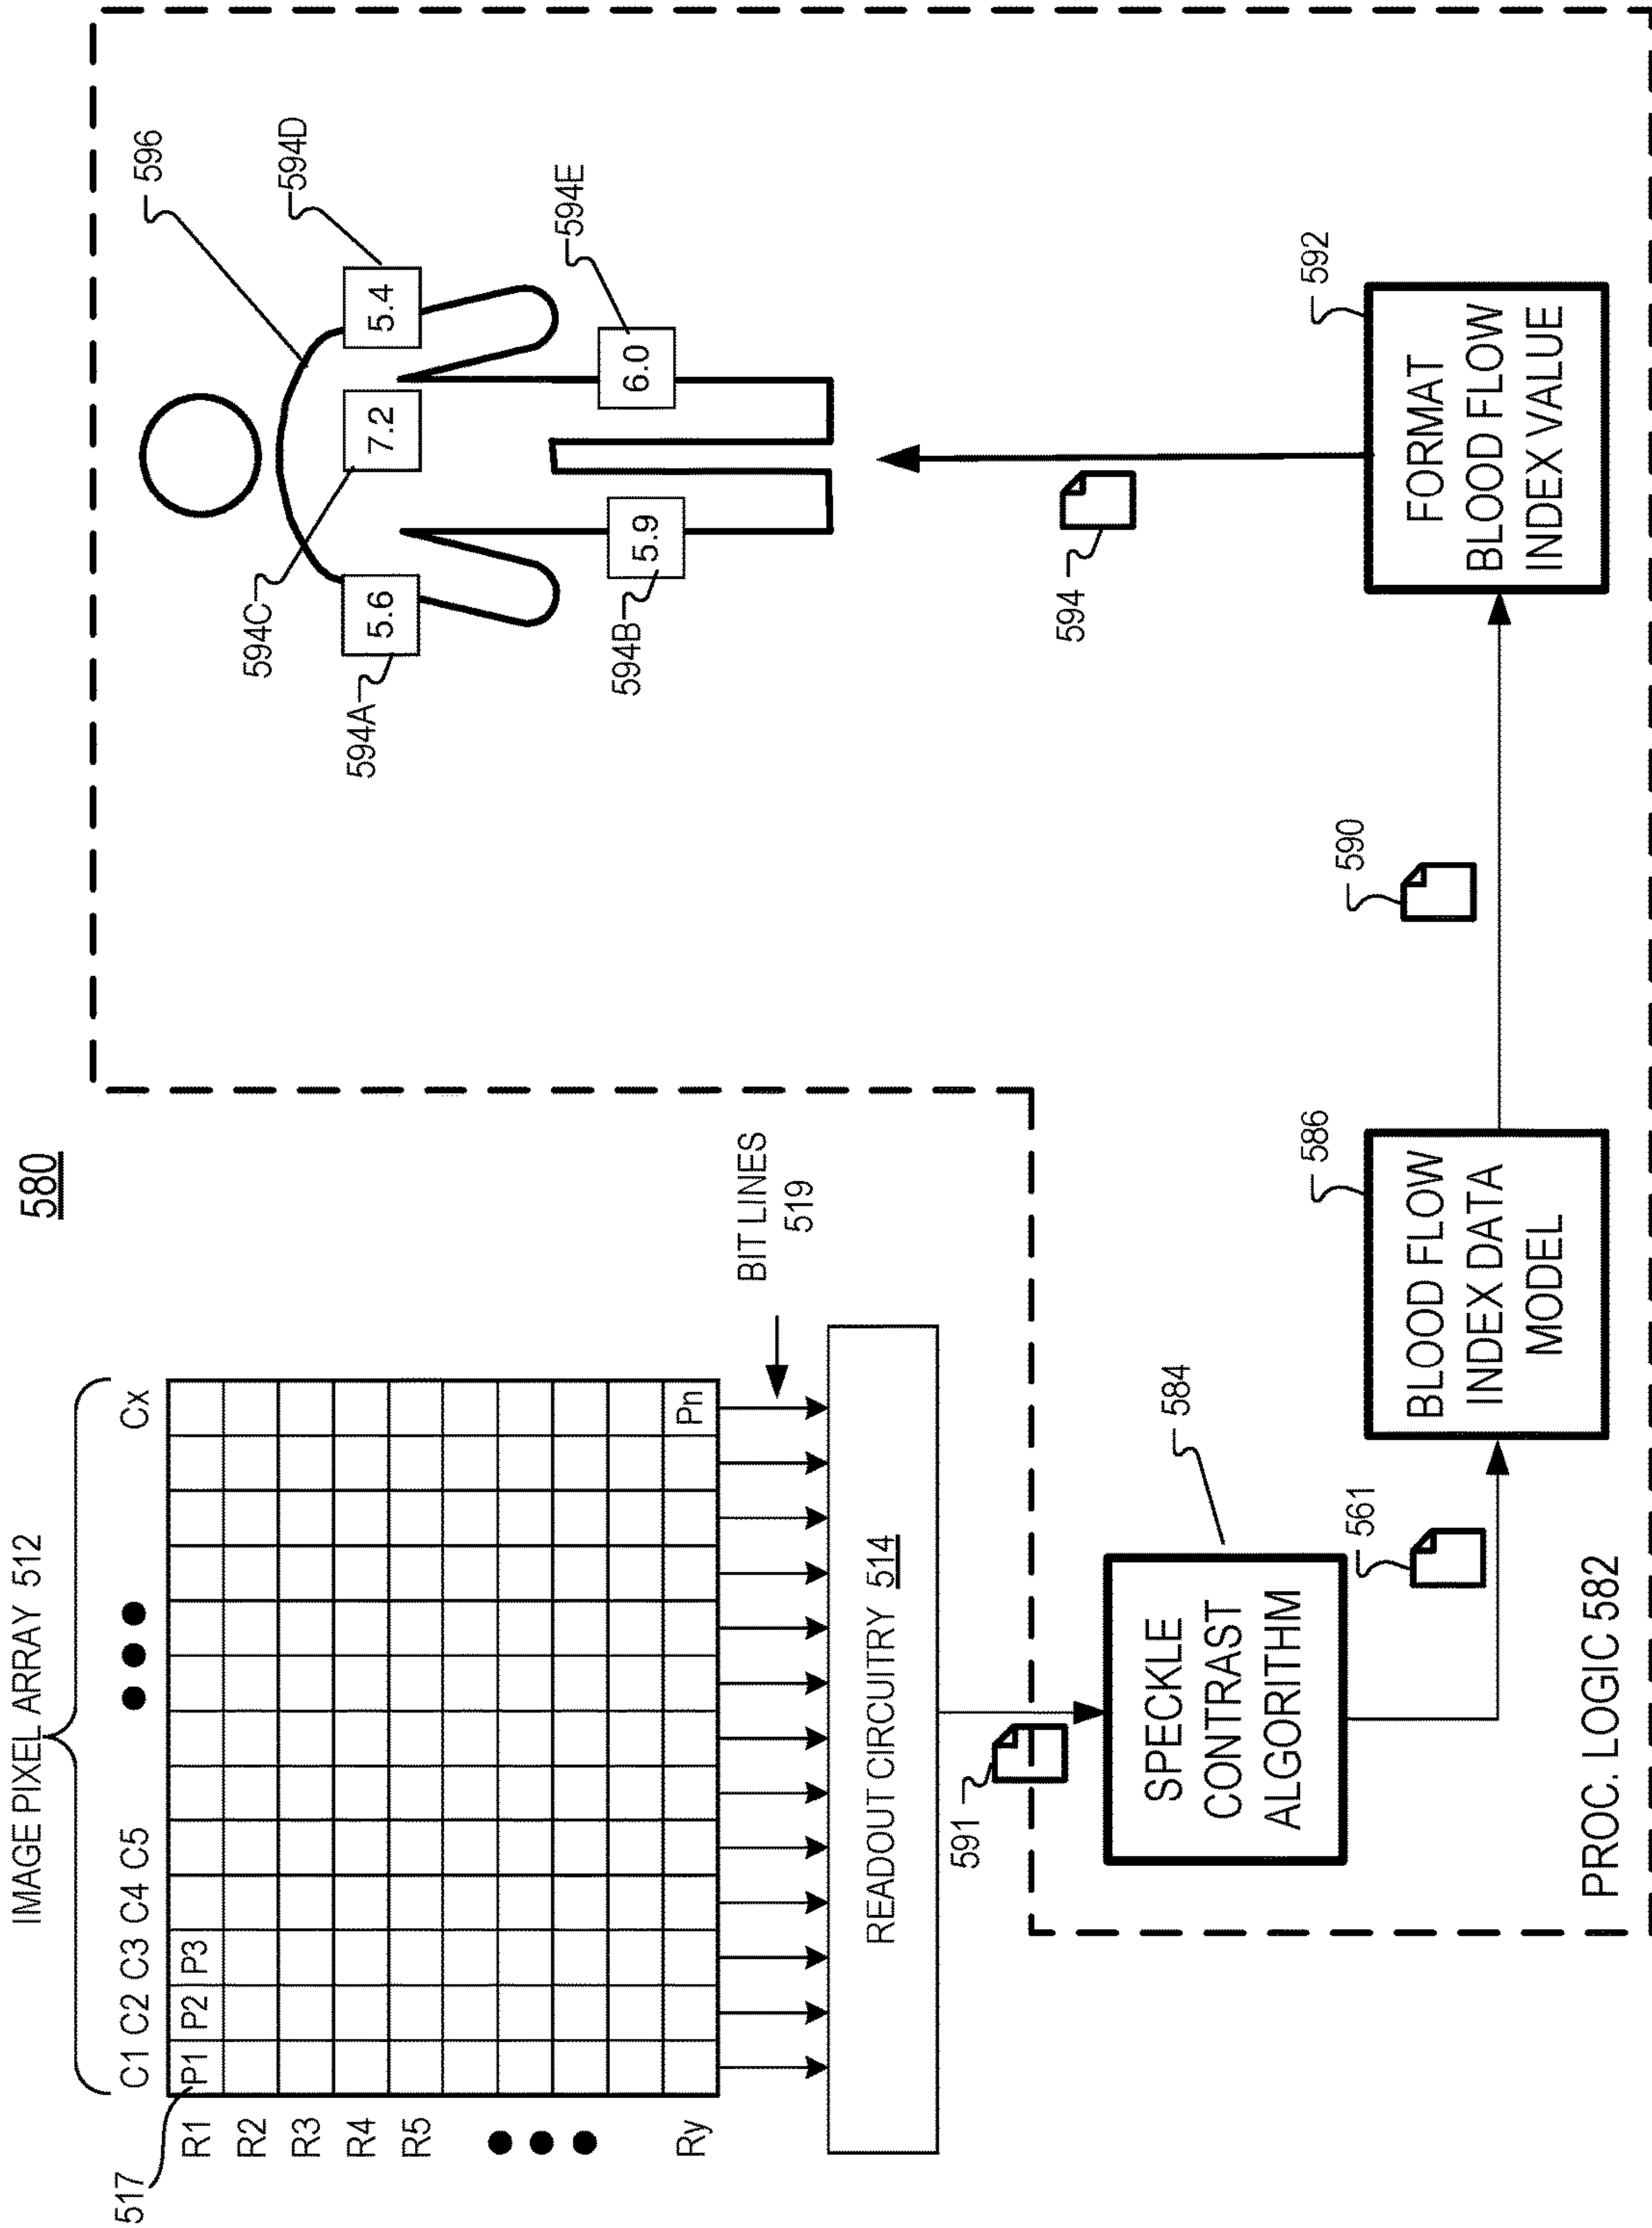 580
IMAGE PIXEL ARRAY 512
C1 C2 C3 C4 C5 Cx
517
R1 P1 P2 P3
R2
R3
R4
R5
Ry Pn
BIT LINES
519
READOUT CIRCUITRY 514
591
SPECKLE
CONTRAST
ALGORITHM
584
561
PROC. LOGIC 582
BLOOD FLOW
INDEX DATA
MODEL
586
590
FORMAT
BLOOD FLOW
INDEX VALUE
592
594
596
594C
594D
594A
5.6
7.2
5.4
594E
594B
5.9
6.0